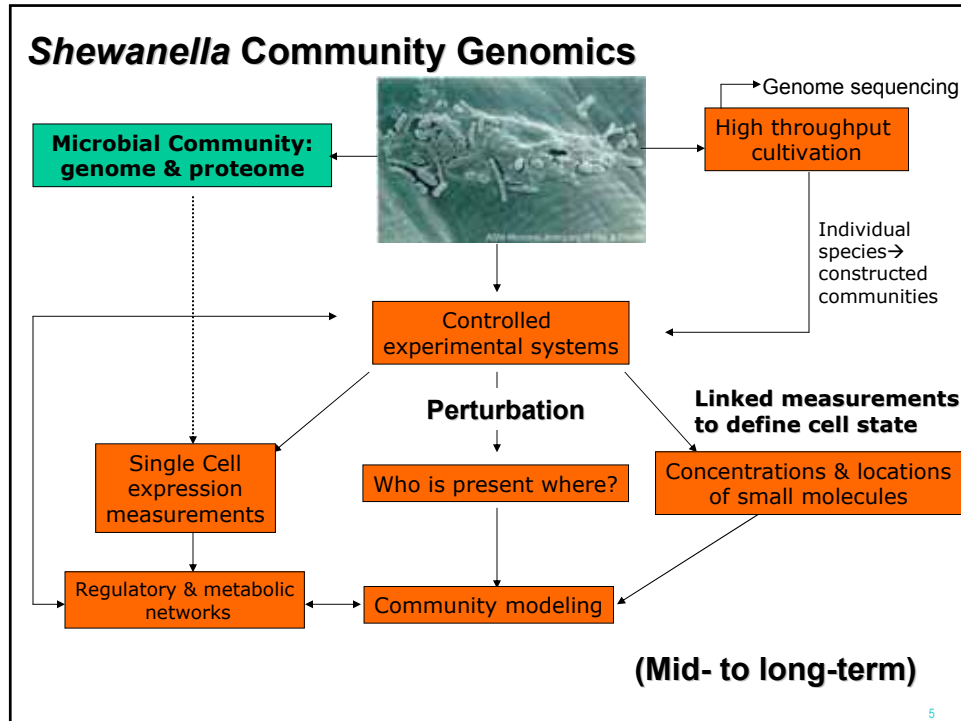 Shewanella Community Genomics
Genome sequencing
High throughput
cultivation
Microbial Community:
genome & proteome
Individual
species→
constructed
communities
Controlled
experimental systems
Perturbation
Linked measurements
to define cell state
Single Cell
expression
measurements
Who is present where?
Concentrations & locations
of small molecules
Regulatory & metabolic
networks
Community modeling
(Mid- to long-term)
5